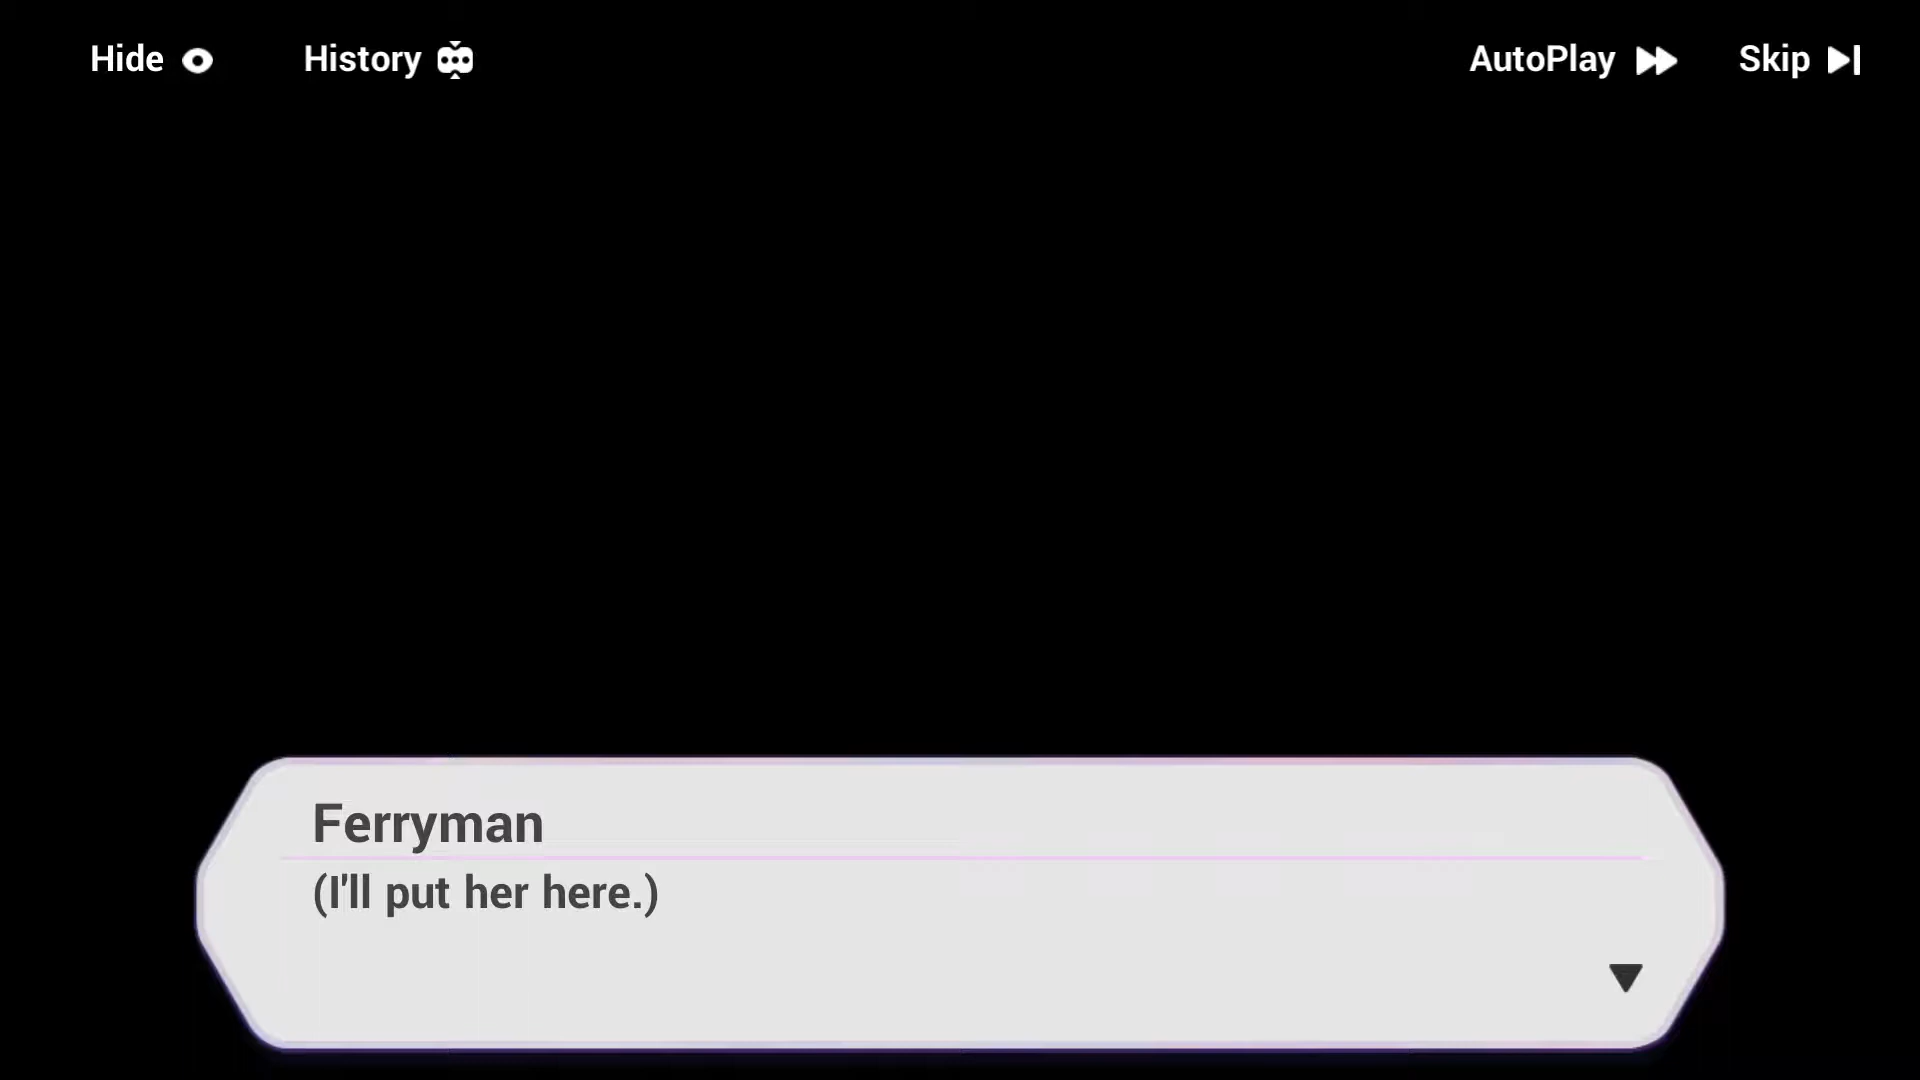 Hide
History
AutoPlay
Skip
Ferryman
(I'll put her here.)